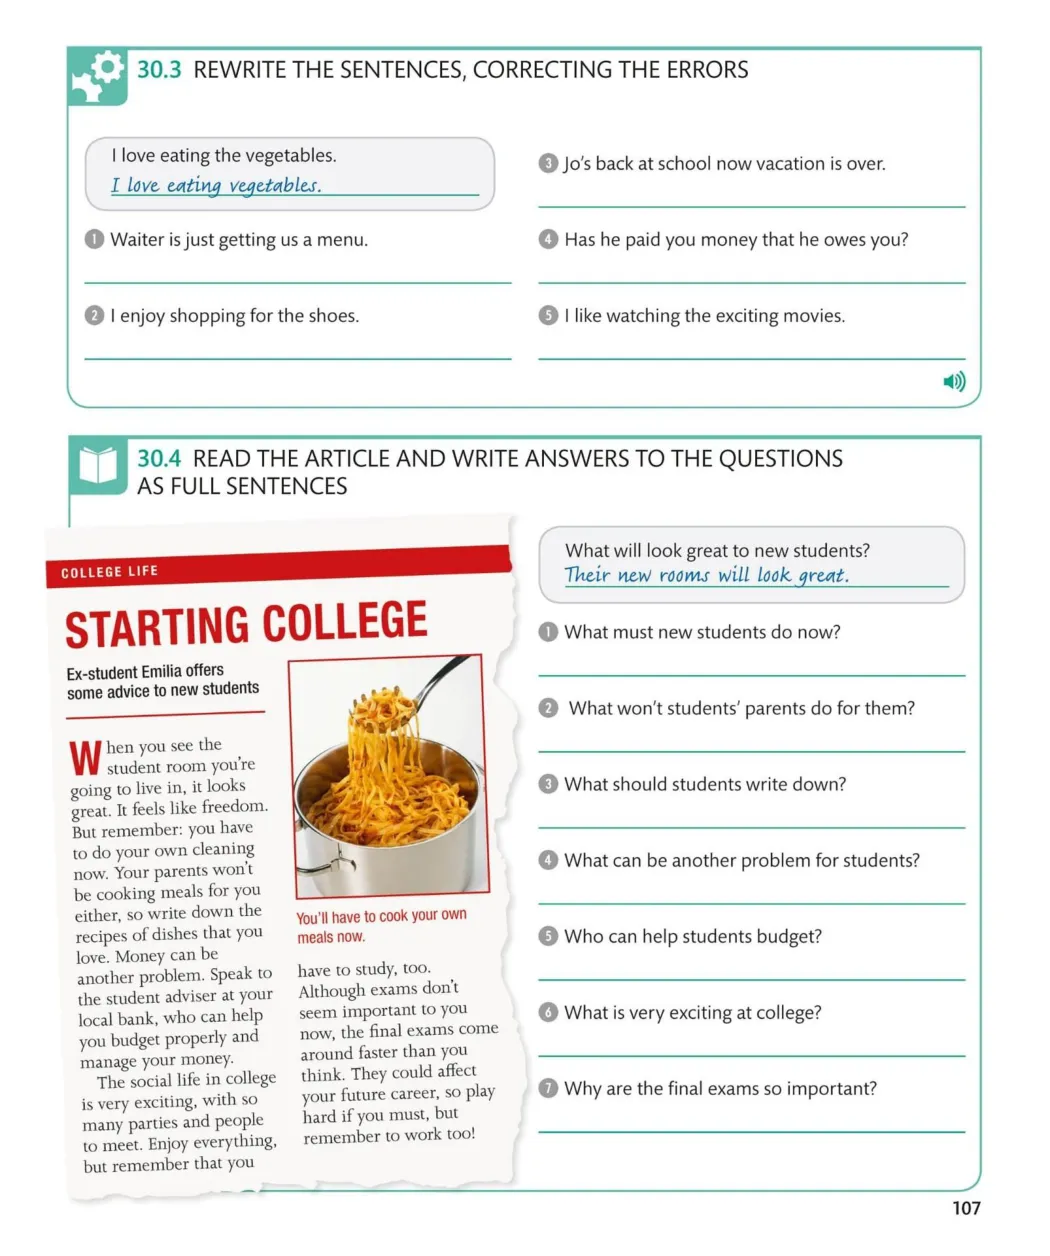 30.3 REWRITE THE SENTENCES, CORRECTING THE ERRORS
I love eating the vegetables.
I love eating vegetables.
1 Waiter is just getting us a menu.
2 I enjoy shopping for the shoes.
3 Jo's back at school now vacation is over.
4 Has he paid you money that he owes you?
5 I like watching the exciting movies.
30.4 READ THE ARTICLE AND WRITE ANSWERS TO THE QUESTIONS
AS FULL SENTENCES
COLLEGE LIFE
STARTING COLLEGE
Ex-student Emilia offers
some advice to new students
When you see the
student room you're
going to live in, it looks
great. It feels like freedom.
But remember: you have
to do your own cleaning
now. Your parents won't
be cooking meals for you
either, so write down the
recipes of dishes that you
love. Money can be
another problem. Speak to
the student adviser at your
local bank, who can help
you budget properly and
manage your money.
The social life in college
is very exciting, with so
many parties and people
to meet. Enjoy everything,
but remember that you
You'll have to cook your own
meals now.
have to study, too.
Although exams don't
seem important to you
now, the final exams come
around faster than you
think. They could affect
your future career, so play
hard if you must, but
remember to work too!
What will look great to new students?
Their new rooms will look great.
1 What must new students do now?
2 What won't students' parents do for them?
3 What should students write down?
4 What can be another problem for students?
5 Who can help students budget?
6 What is very exciting at college?
7 Why are the final exams so important?
107